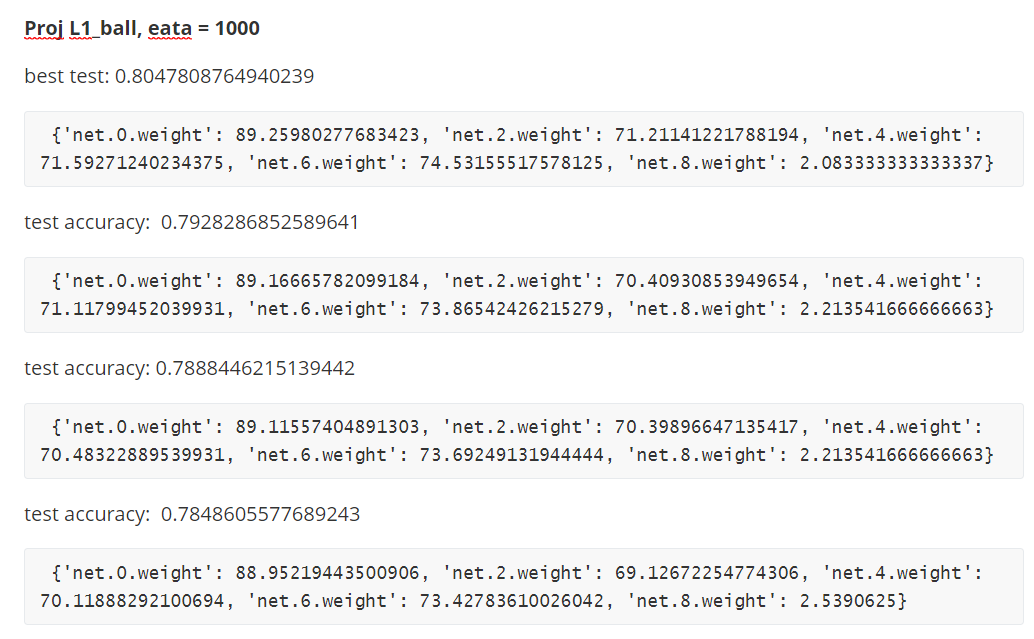 Proj L1_ball, eata = 1000
best test: 0.8047808764940239
{'net.0.weight': 89.25980277683423, 'net.2.weight': 71.21141221788194, 'net.4.weight':
71.59271240234375, 'net.6.weight': 74.53155517578125, 'net.8.weight': 2.083333333333337}
test accuracy:  0.7928286852589641
{'net.0.weight': 89.16665782099184, 'net.2.weight': 70.40930853949654, 'net.4.weight':
71.11799452039931, 'net.6.weight': 73.86542426215279, 'net.8.weight': 2.213541666666663}
test accuracy: 0.7888446215139442
{'net.0.weight': 89.11557404891303, 'net.2.weight': 70.39896647135417, 'net.4.weight':
70.48322889539931, 'net.6.weight': 73.69249131944444, 'net.8.weight': 2.213541666666663}
test accuracy:  0.7848605577689243
{'net.0.weight': 88.95219443500906, 'net.2.weight': 69.12672254774306, 'net.4.weight':
70.11888292100694, 'net.6.weight': 73.42783610026042, 'net.8.weight': 2.5390625}